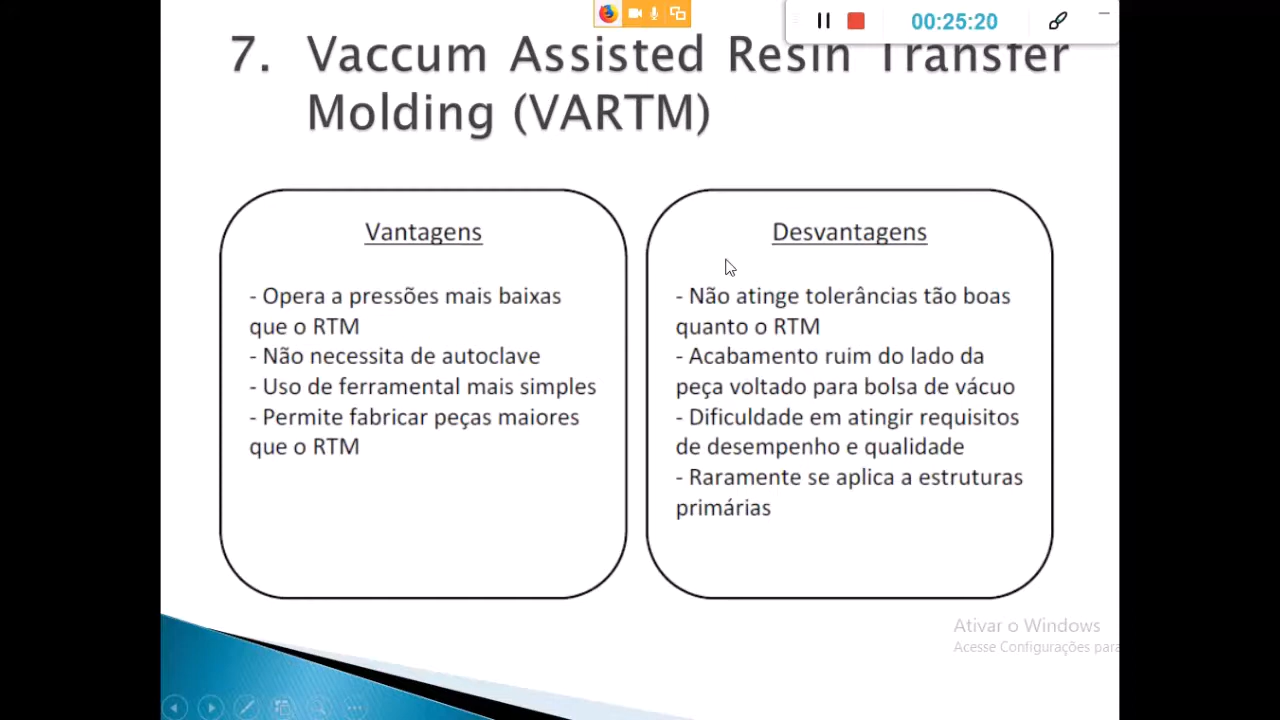 00:25:20
7. Vaccum Assisted Resin Transfer
Molding (VARTM)
Vantagens
- Opera a pressões mais baixas
que o RTM
- Não necessita de autoclave
- Uso de ferramental mais simples
- Permite fabricar peças maiores
que o RTM
Desvantagens
- Não atinge tolerâncias tão boas
quanto o RTM
- Acabamento ruim do lado da
peça voltado para bolsa de vácuo
- Dificuldade em atingir requisitos
de desempenho e qualidade
- Raramente se aplica a estruturas
primárias
Ativar o Windows
Acesse Configurações para